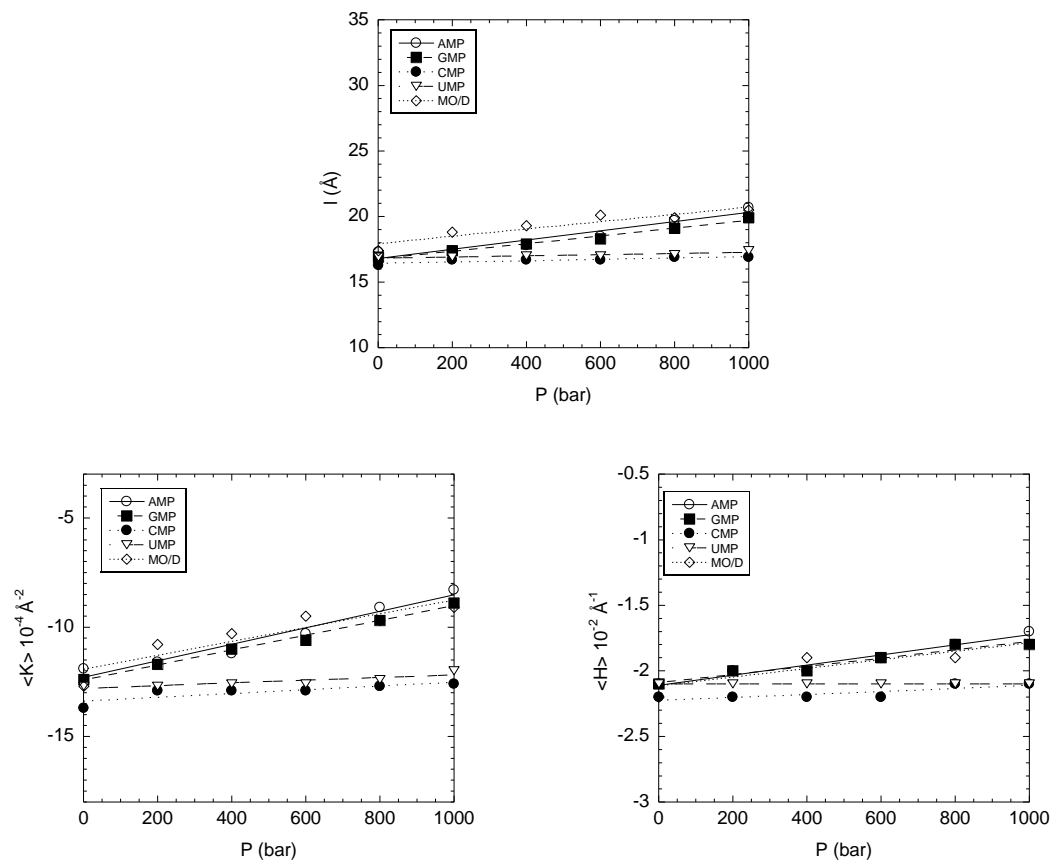 35
30
25
20
15
10
l (Å)
AMP
GMP
CMP
UMP
MO/D
0 200 400 600 800 1000
P (bar)
-5
-10
-15
<K> 10-4 Å-2
AMP
GMP
CMP
UMP
MO/D
0 200 400 600 800 1000
P (bar)
-0.5
-1
-1.5
-2
-2.5
-3
<H> 10-2 Å-1
AMP
GMP
CMP
UMP
MO/D
0 200 400 600 800 1000
P (bar)